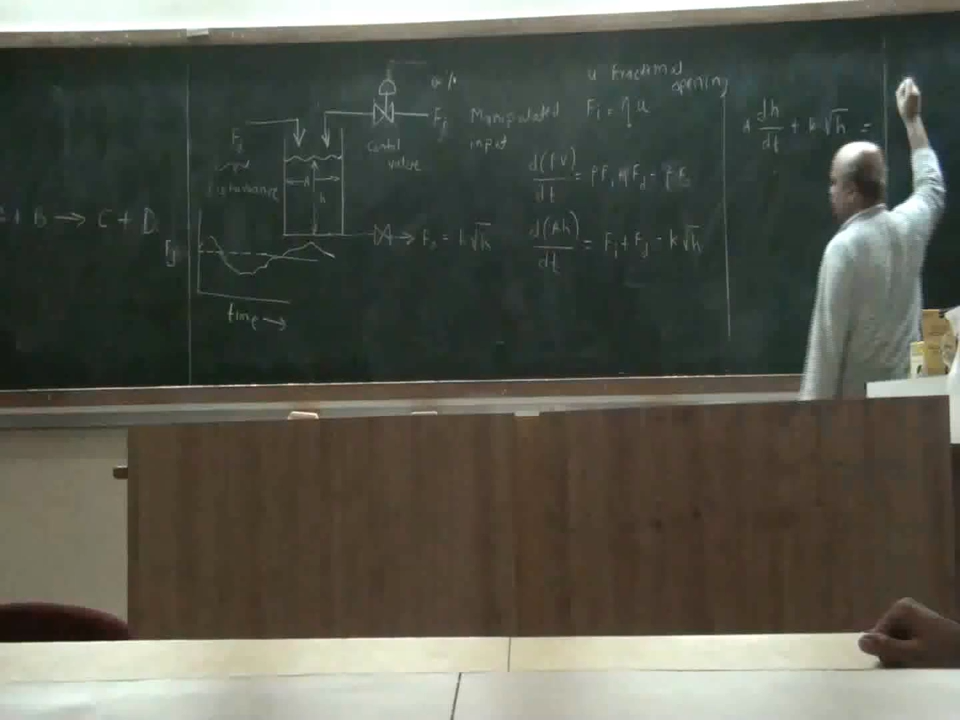 A + B → C + D
F_d
disturbance
A
h
F_d
time →
Control
valve
F_i Manipulated
input
F_o = k√h
u fractional
opening
F_i = η u
d(ρV)/dt = ρF_i + ρF_d - ρF_o
d(Ah)/dt = F_i + F_d - k√h
A dh/dt + k√h =